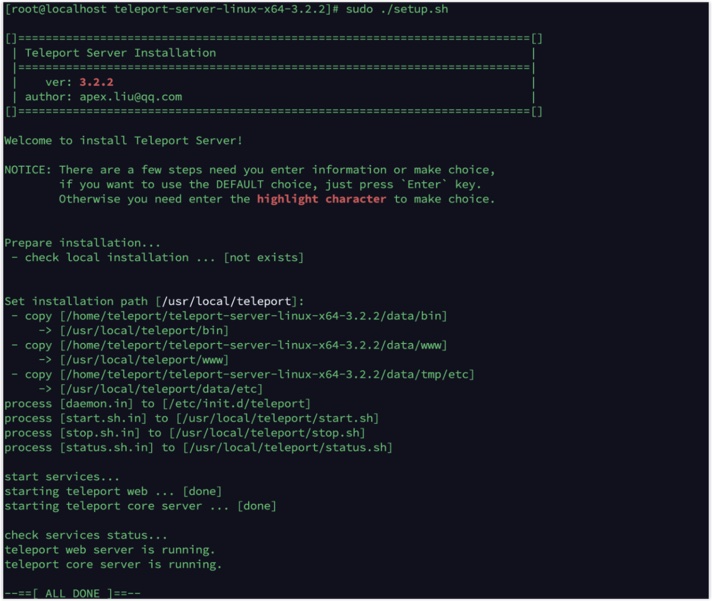 [root@localhost teleport-server-linux-x64-3.2.2]# sudo ./setup.sh
[]===========================================================================[]
| Teleport Server Installation |
|===========================================================================|
| ver: 3.2.2 |
| author: apex.liu@qq.com |
[]===========================================================================[]
Welcome to install Teleport Server!
NOTICE: There are a few steps need you enter information or make choice,
if you want to use the DEFAULT choice, just press `Enter` key.
Otherwise you need enter the highlight character to make choice.
Prepare installation...
- check local installation ... [not exists]
Set installation path [/usr/local/teleport]:
- copy [/home/teleport/teleport-server-linux-x64-3.2.2/data/bin]
-> [/usr/local/teleport/bin]
- copy [/home/teleport/teleport-server-linux-x64-3.2.2/data/www]
-> [/usr/local/teleport/www]
- copy [/home/teleport/teleport-server-linux-x64-3.2.2/data/tmp/etc]
-> [/usr/local/teleport/data/etc]
process [daemon.in] to [/etc/init.d/teleport]
process [start.sh.in] to [/usr/local/teleport/start.sh]
process [stop.sh.in] to [/usr/local/teleport/stop.sh]
process [status.sh.in] to [/usr/local/teleport/status.sh]
start services...
starting teleport web ... [done]
starting teleport core server ... [done]
check services status...
teleport web server is running.
teleport core server is running.
--==[ ALL DONE ]==--